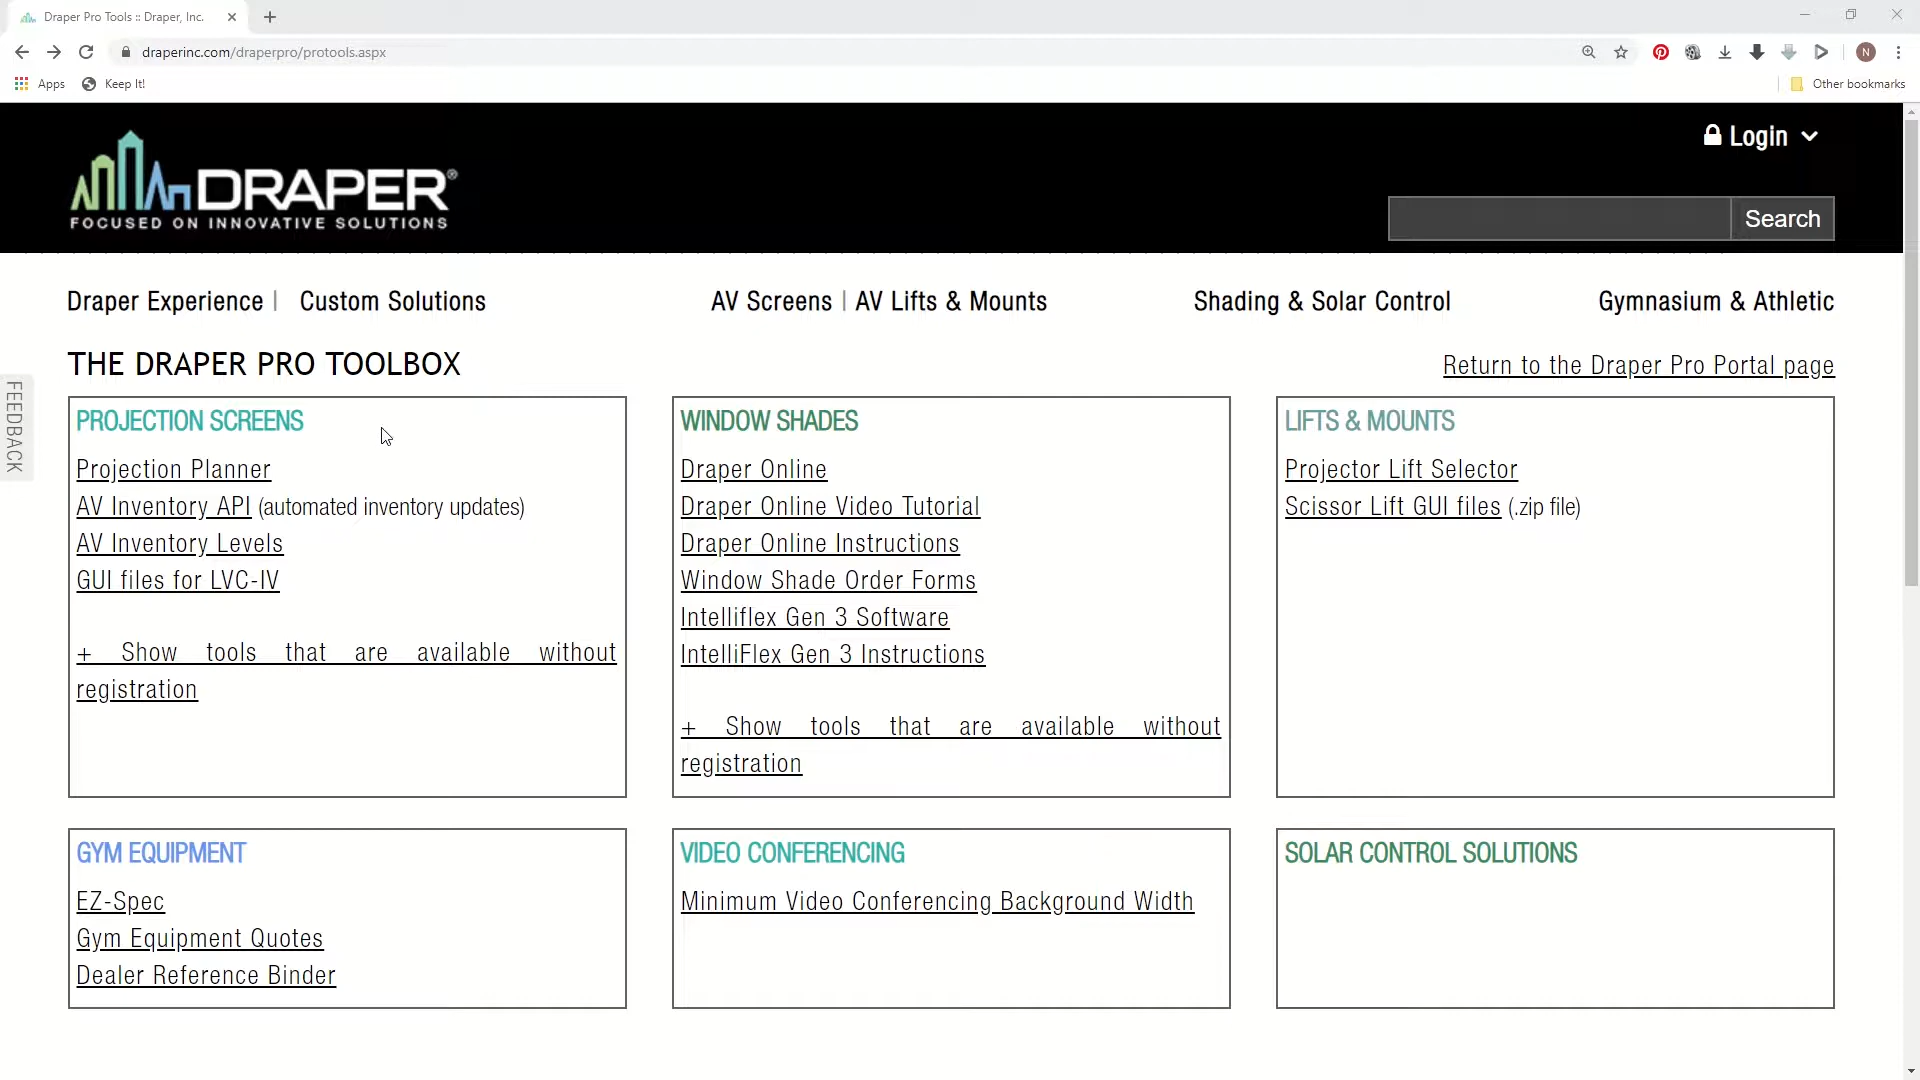 Draper Pro Tools :: Draper, Inc.
draperinc.com/draperpro/protools.aspx
N
Apps
Keep It!
Other bookmarks
Login
DRAPER®
FOCUSED ON INNOVATIVE SOLUTIONS
Search
Draper Experience | Custom Solutions
AV Screens | AV Lifts & Mounts
Shading & Solar Control
Gymnasium & Athletic
THE DRAPER PRO TOOLBOX
Return to the Draper Pro Portal page
FEEDBACK
PROJECTION SCREENS
Projection Planner
AV Inventory API (automated inventory updates)
AV Inventory Levels
GUI files for LVC-IV
+ Show tools that are available without
registration
WINDOW SHADES
Draper Online
Draper Online Video Tutorial
Draper Online Instructions
Window Shade Order Forms
Intelliflex Gen 3 Software
IntelliFlex Gen 3 Instructions
+ Show tools that are available without
registration
LIFTS & MOUNTS
Projector Lift Selector
Scissor Lift GUI files (.zip file)
GYM EQUIPMENT
EZ-Spec
Gym Equipment Quotes
Dealer Reference Binder
VIDEO CONFERENCING
Minimum Video Conferencing Background Width
SOLAR CONTROL SOLUTIONS